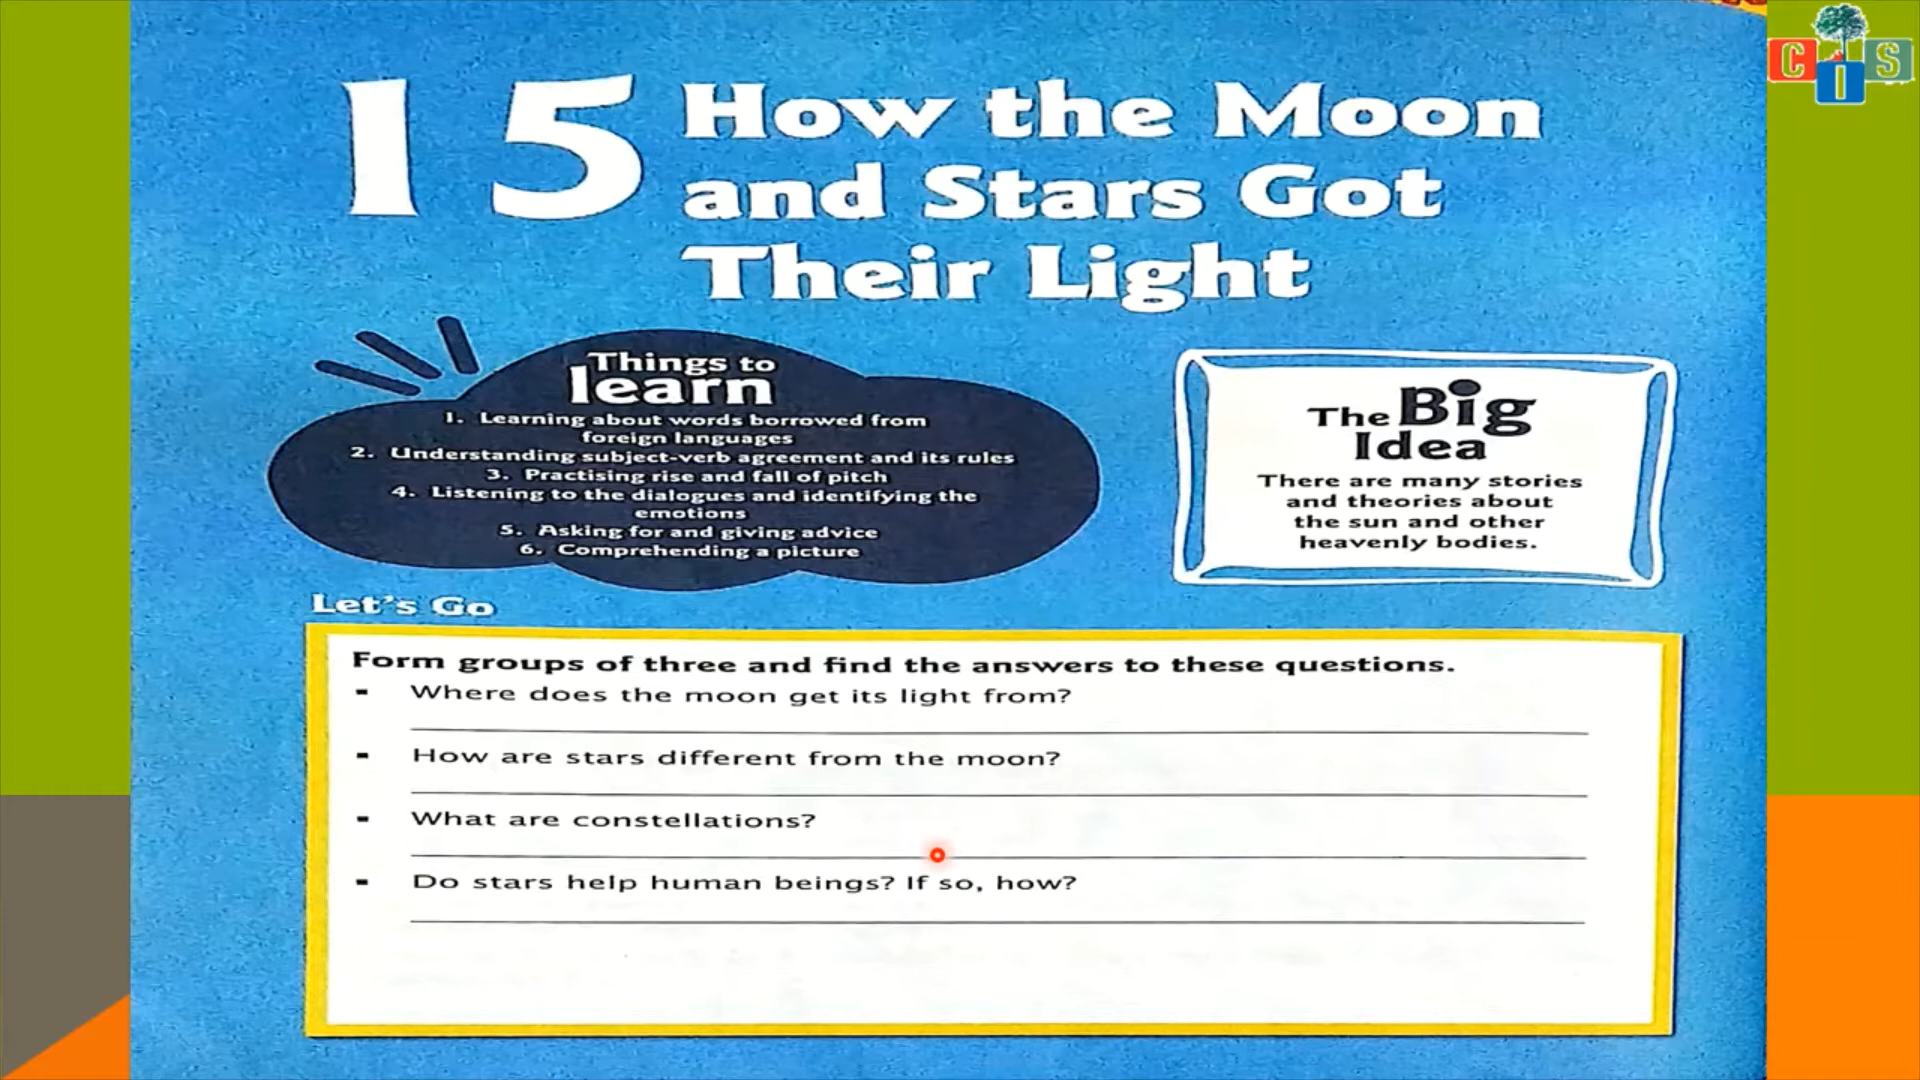 C I S
15 How the Moon
and Stars Got
Their Light
Things to
learn
1. Learning about words borrowed from
foreign languages
2. Understanding subject-verb agreement and its rules
3. Practising rise and fall of pitch
4. Listening to the dialogues and identifying the
emotions
5. Asking for and giving advice
6. Comprehending a picture
The Big
Idea
There are many stories
and theories about
the sun and other
heavenly bodies.
Let's Go
Form groups of three and find the answers to these questions.
▪ Where does the moon get its light from?
▪ How are stars different from the moon?
▪ What are constellations?
▪ Do stars help human beings? If so, how?